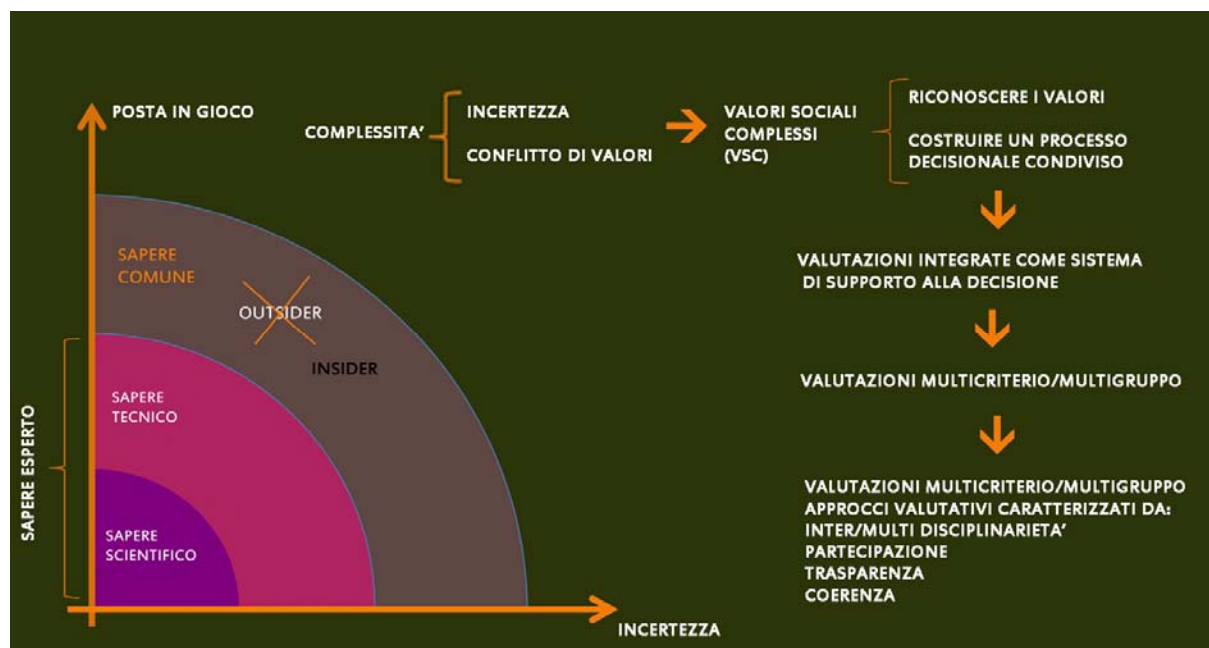 POSTA IN GIOCO
COMPLESSITA'
INCERTEZZA
CONFLITTO DI VALORI
VALORI SOCIALI
COMPLESSI
(VSC)
RICONOSCERE I VALORI
COSTRUIRE UN PROCESSO
DECISIONALE CONDIVISO
VALUTAZIONI INTEGRATE COME SISTEMA
DI SUPPORTO ALLA DECISIONE
VALUTAZIONI MULTICRITERIO/MULTIGRUPPO
VALUTAZIONI MULTICRITERIO/MULTIGRUPPO
APPROCCI VALUTATIVI CARATTERIZZATI DA:
INTER/MULTI DISCIPLINARIETA'
PARTECIPAZIONE
TRASPARENZA
COERENZA
SAPERE
COMUNE
OUTSIDER
INSIDER
SAPERE
TECNICO
SAPERE
SCIENTIFICO
SAPERE ESPERTO
INCERTEZZA